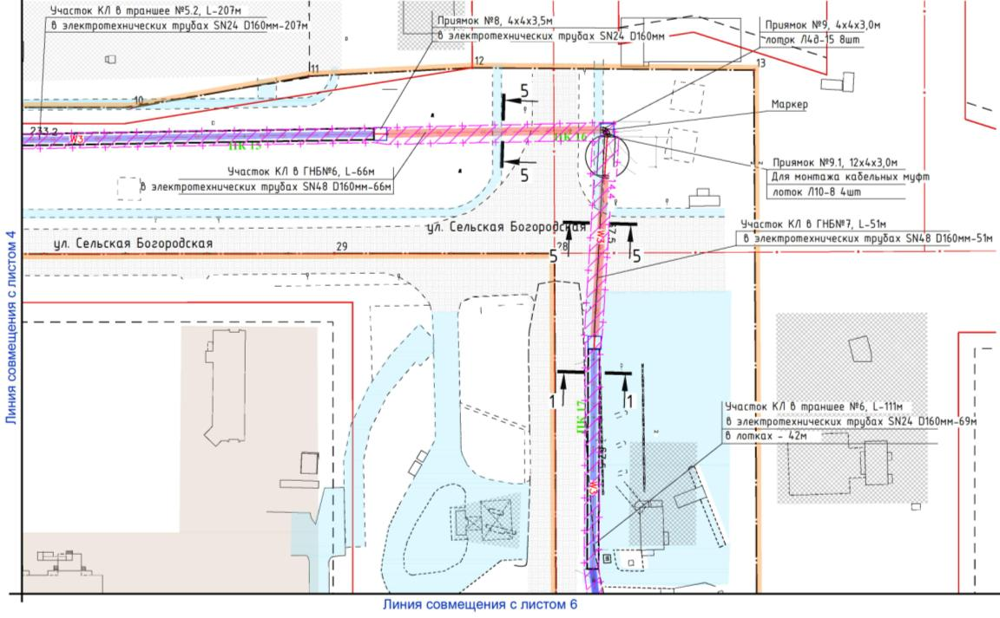 Участок КЛ в траншее №5.2, L-207м
в электротехнических трубах SN24 D160мм-207м
Приямок №8, 4х4х3,5м
в электротехнических трубах SN24 D160мм
Приямок №9, 4х4х3,0м
лоток Л4д-15 8шт
10
11
12
13
5
Маркер
233.2
W3
ПК 15
ПК 16
Участок КЛ в ГНБ№6, L-66м
в электротехнических трубах SN48 D160мм-66м
5
Приямок №9.1, 12х4х3,0м
Для монтажа кабельных муфт
лоток Л10-8 4шт
ул. Сельская Богородская
ул. Сельская Богородская
29
5
5
W3
Участок КЛ в ГНБ№7, L-51м
в электротехнических трубах SN48 D160мм-51м
Линия совмещения с листом 4
1
1
ПК 17
W3
Участок КЛ в траншее №6, L-111м
в электротехнических трубах SN24 D160мм-69м
в лотках - 42м
Линия совмещения с листом 6